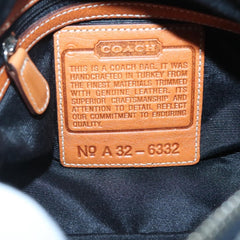 COACH
THIS IS A COACH BAG. IT WAS
HANDCRAFTED IN TURKEY FROM
THE FINEST MATERIALS TRIMMED
WITH GENUINE LEATHER. ITS
SUPERIOR CRAFTSMANSHIP AND
ATTENTION TO DETAIL REFLECT
OUR COMMITMENT TO ENDURING
QUALITY.
No A32-6332